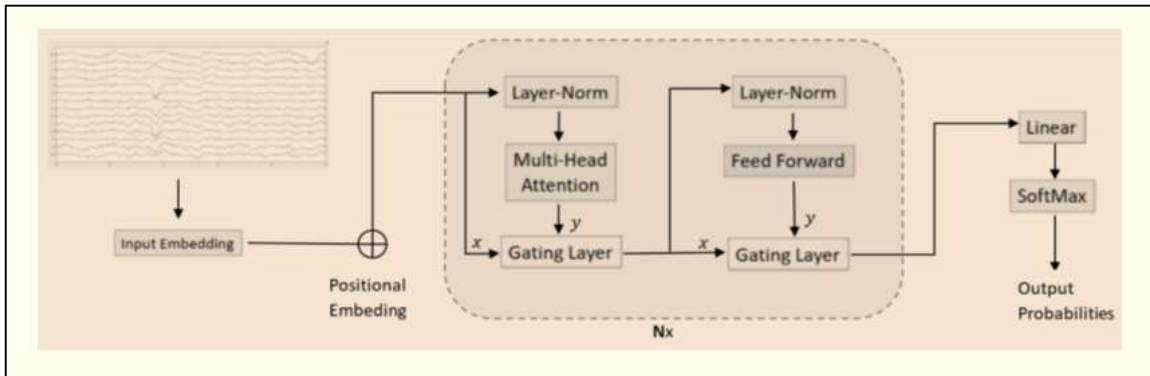 Input Embedding
Positional
Embeding
Layer-Norm
Multi-Head
Attention
y
x
Gating Layer
Layer-Norm
Feed Forward
y
x
Gating Layer
Nx
Linear
SoftMax
Output
Probabilities